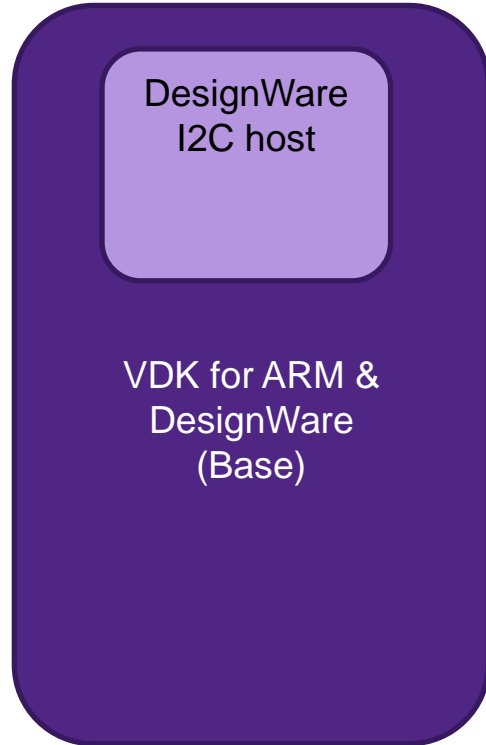 DesignWare
I2C host
VDK for ARM &
DesignWare
(Base)